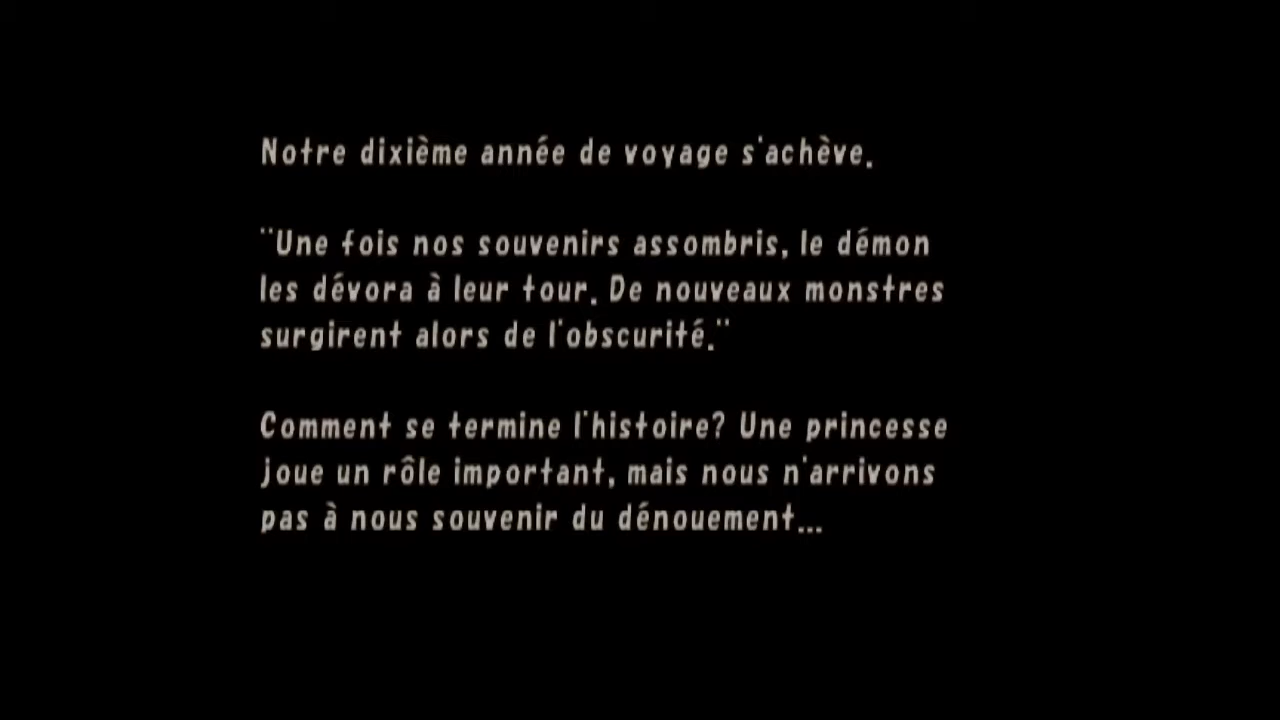 Notre dixième année de voyage s'achève.
"Une fois nos souvenirs assombris, le démon
les dévora à leur tour. De nouveaux monstres
surgirent alors de l'obscurité."
Comment se termine l'histoire? Une princesse
joue un rôle important, mais nous n'arrivons
pas à nous souvenir du dénouement...